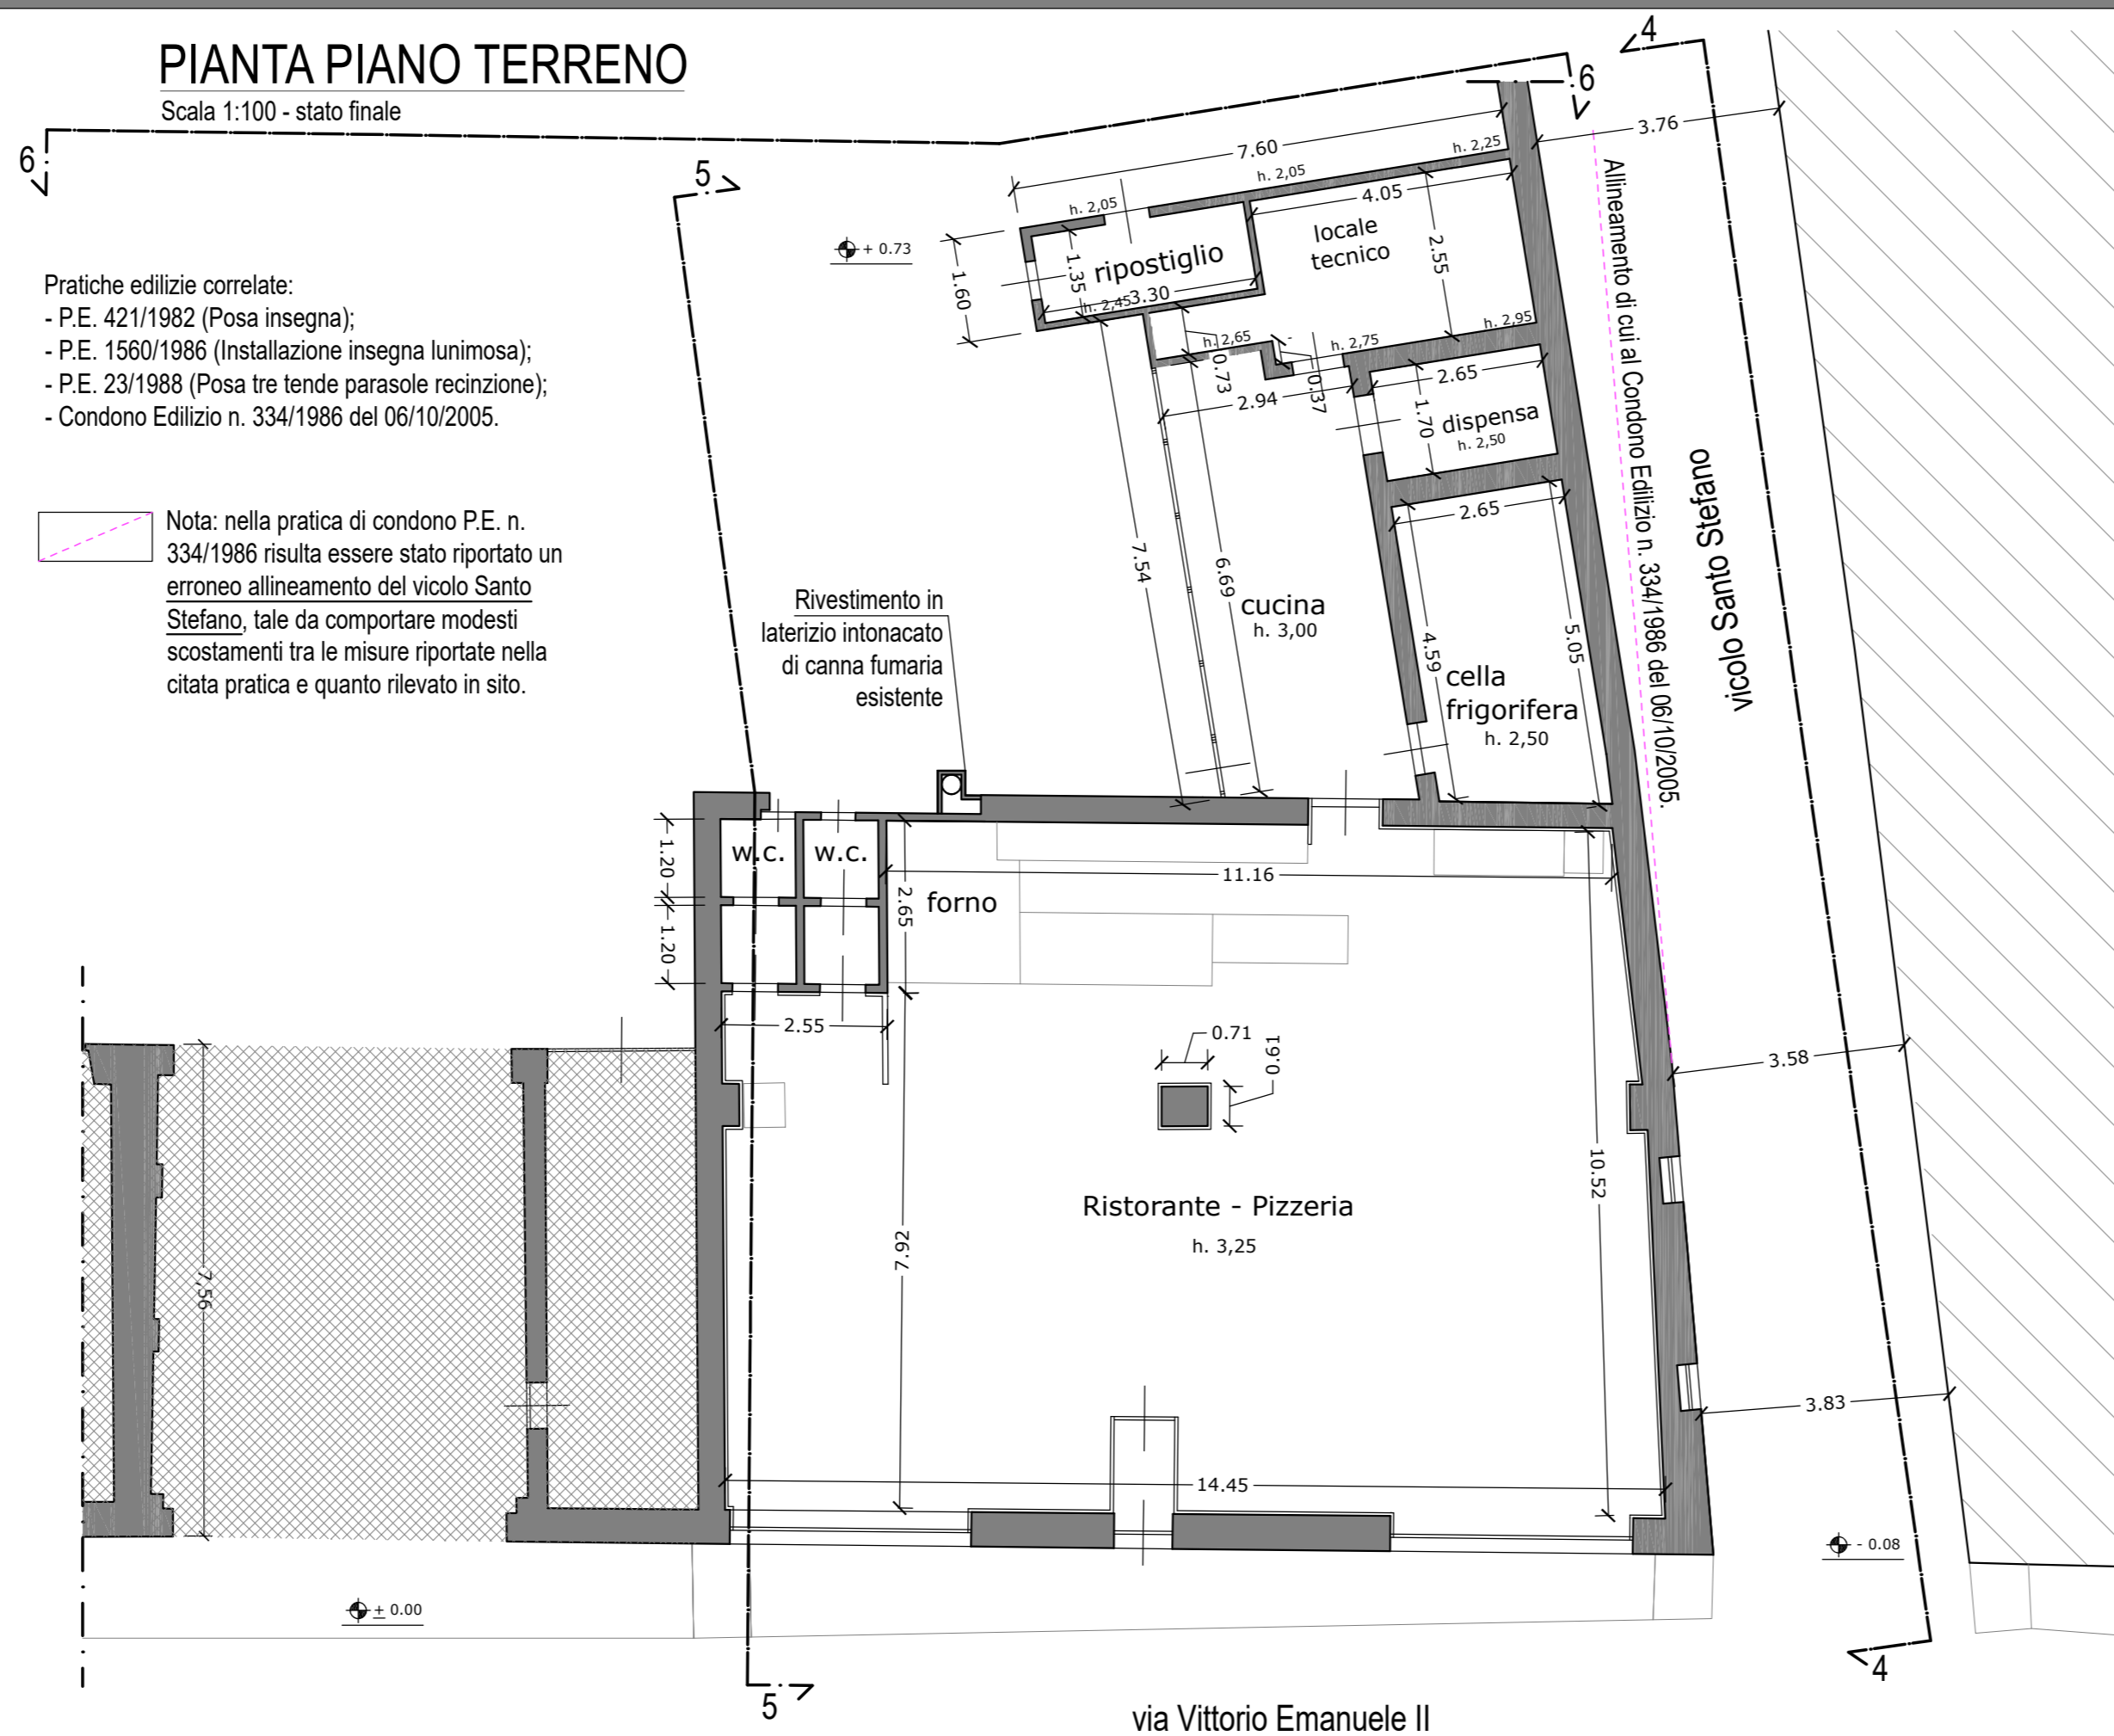 PIANTA PIANO TERRENO
Scala 1:100 - stato finale
6
6
5
4
3.76
7.60
h. 2,25
h. 2,05
h. 2,05
4.05
+ 0.73
locale
tecnico
2.55
ripostiglio
1.35
3.30
h. 2,45
1.60
Pratiche edilizie correlate:
- P.E. 421/1982 (Posa insegna);
- P.E. 1560/1986 (Installazione insegna lunimosa);
- P.E. 23/1988 (Posa tre tende parasole recinzione);
- Condono Edilizio n. 334/1986 del 06/10/2005.
h. 2,65
h. 2,75
h. 2,95
0.73
0.37
2.94
2.65
1.70
dispensa
h. 2,50
Allineamento di cui al Condono Edilizio n. 334/1986 del 06/10/2005.
vicolo Santo Stefano
Nota: nella pratica di condono P.E. n.
334/1986 risulta essere stato riportato un
erroneo allineamento del vicolo Santo
Stefano, tale da comportare modesti
scostamenti tra le misure riportate nella
citata pratica e quanto rilevato in sito.
2.65
7.54
6.69
cucina
h. 3,00
4.59
5.05
cella
frigorifera
h. 2,50
Rivestimento in
laterizio intonacato
di canna fumaria
esistente
1.20
1.20
w.c.
w.c.
2.65
forno
11.16
2.55
0.71
0.61
3.58
10.52
7,56
7.92
Ristorante - Pizzeria
h. 3,25
3.83
14.45
- 0.08
± 0.00
5
4
via Vittorio Emanuele II